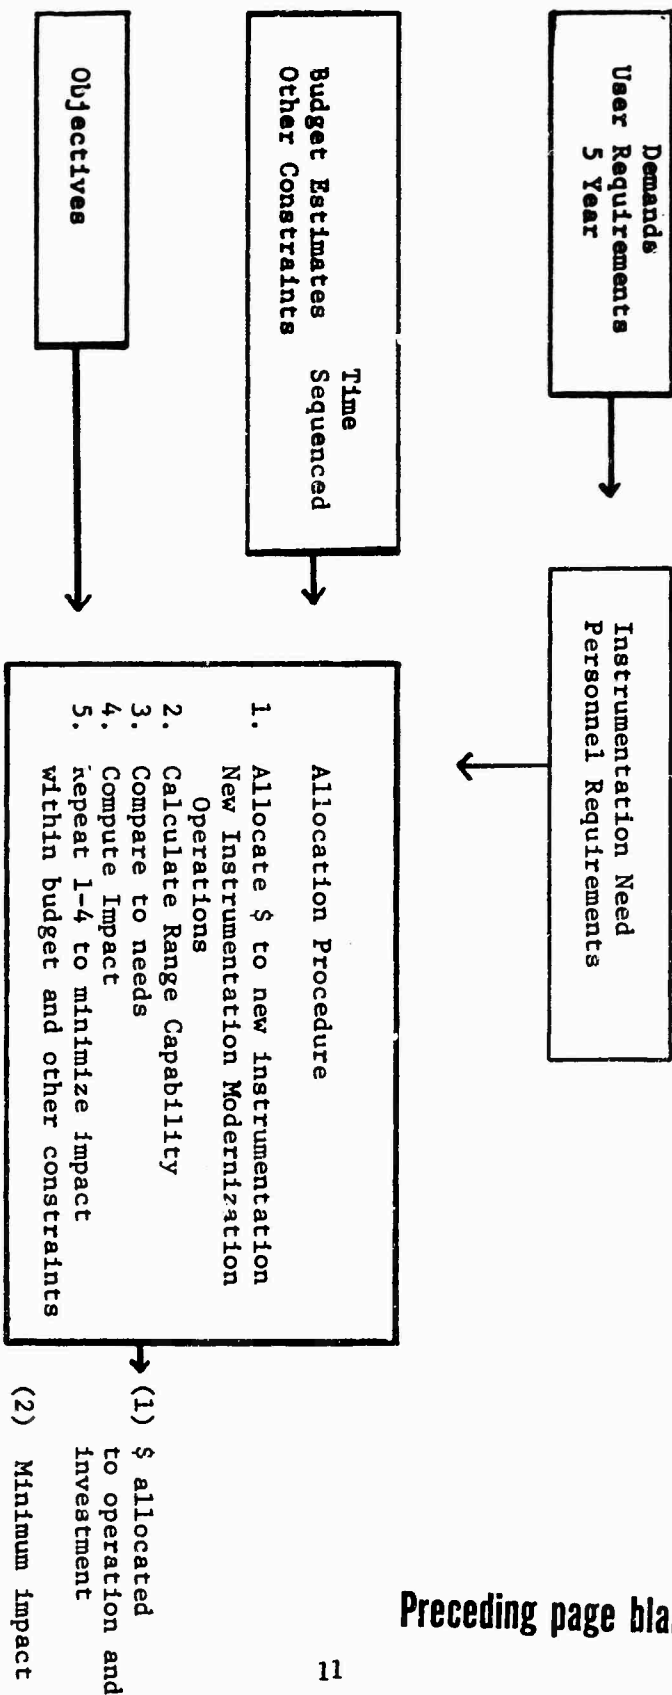 Demands
User Requirements
5 Year
Instrumentation Need
Personnel Requirements
Time
Budget Estimates Sequenced
Other Constraints
Objectives
Allocation Procedure
1. Allocate $ to new instrumentation
New Instrumentation Modernization
Operations
2. Calculate Range Capability
3. Compare to needs
4. Compute Impact
5. Repeat 1-4 to minimize impact
within budget and other constraints
(1) $ allocated
to operation and
investment
(2) Minimum impact
Preceding page bla
11